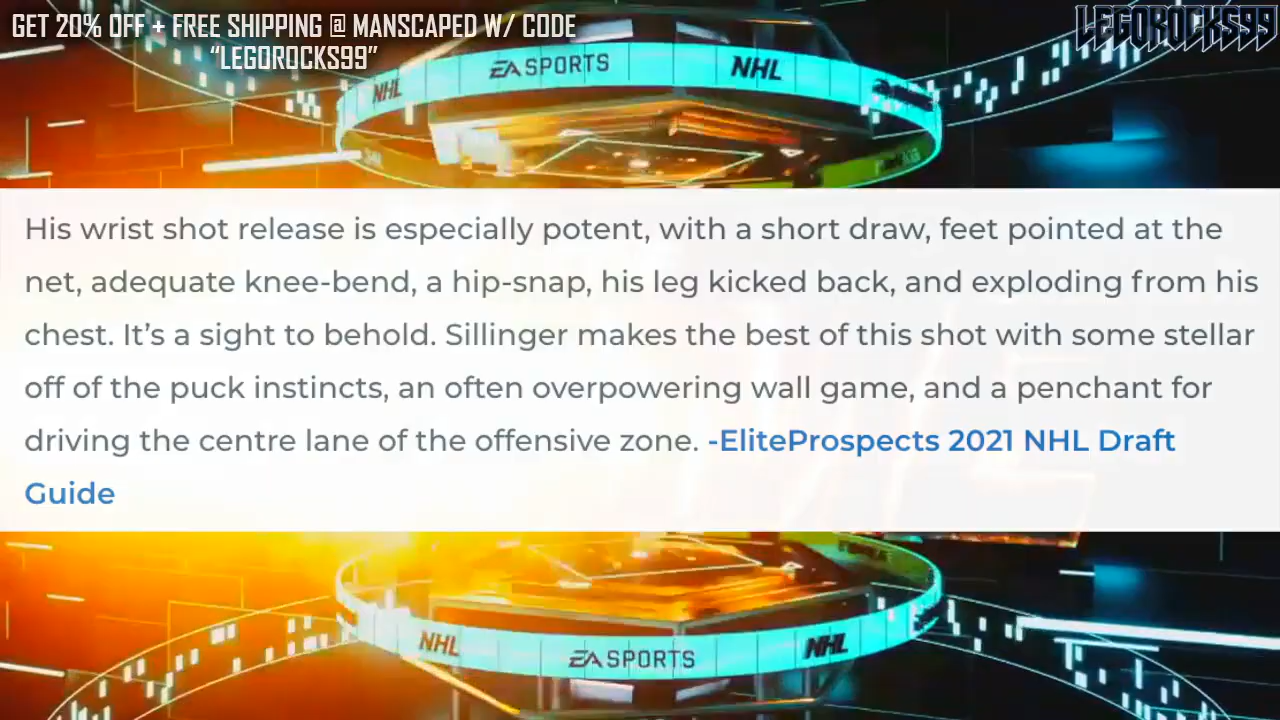 GET 20% OFF + FREE SHIPPING @ MANSCAPED W/ CODE
"LEGOROCKS99"
LEGOROCKS99
NHL
EA SPORTS
NHL
His wrist shot release is especially potent, with a short draw, feet pointed at the
net, adequate knee-bend, a hip-snap, his leg kicked back, and exploding from his
chest. It's a sight to behold. Sillinger makes the best of this shot with some stellar
off of the puck instincts, an often overpowering wall game, and a penchant for
driving the centre lane of the offensive zone. -EliteProspects 2021 NHL Draft
Guide
NHL
EA SPORTS
NHL